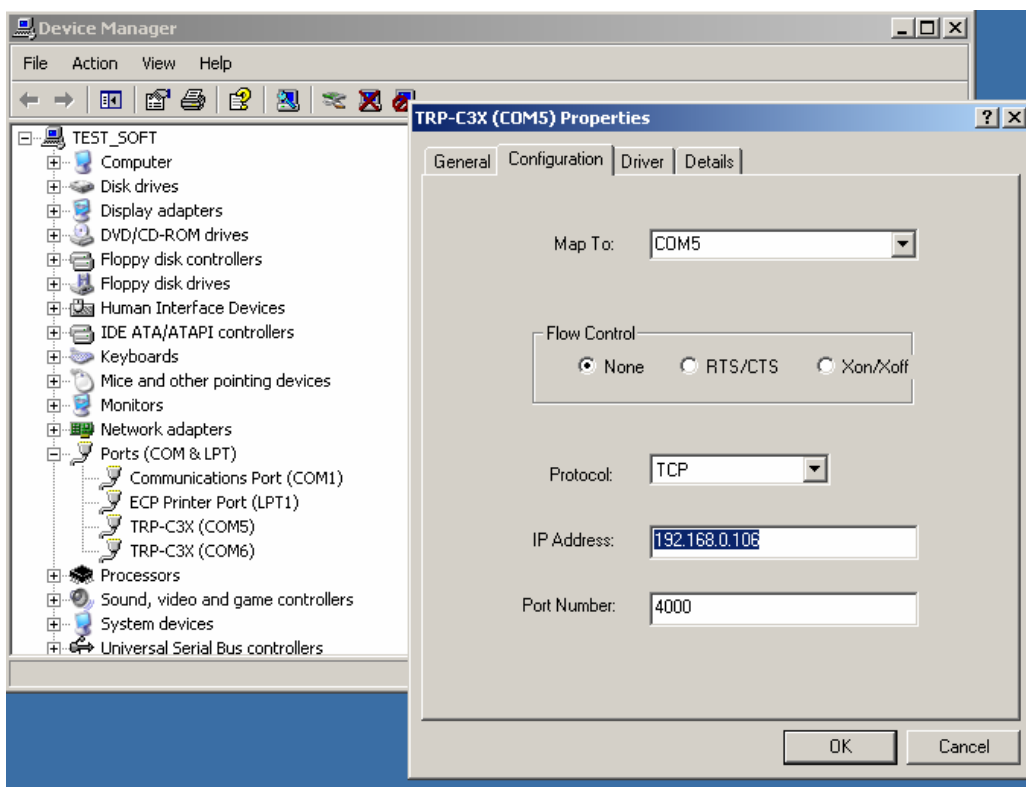 Device Manager
File Action View Help
TEST_SOFT
Computer
Disk drives
Display adapters
DVD/CD-ROM drives
Floppy disk controllers
Floppy disk drives
Human Interface Devices
IDE ATA/ATAPI controllers
Keyboards
Mice and other pointing devices
Monitors
Network adapters
Ports (COM & LPT)
Communications Port (COM1)
ECP Printer Port (LPT1)
TRP-C3X (COM5)
TRP-C3X (COM6)
Processors
Sound, video and game controllers
System devices
Universal Serial Bus controllers
TRP-C3X (COM5) Properties
General Configuration Driver Details
Map To: COM5
Flow Control
None RTS/CTS Xon/Xoff
Protocol: TCP
IP Address: 192.168.0.106
Port Number: 4000
OK Cancel